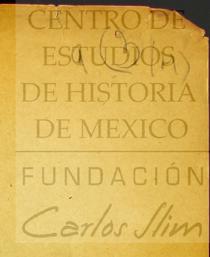 CENTRO DE
ESTUDIOS
DE HISTORIA
DE MEXICO
FUNDACIÓN
Carlos Slim